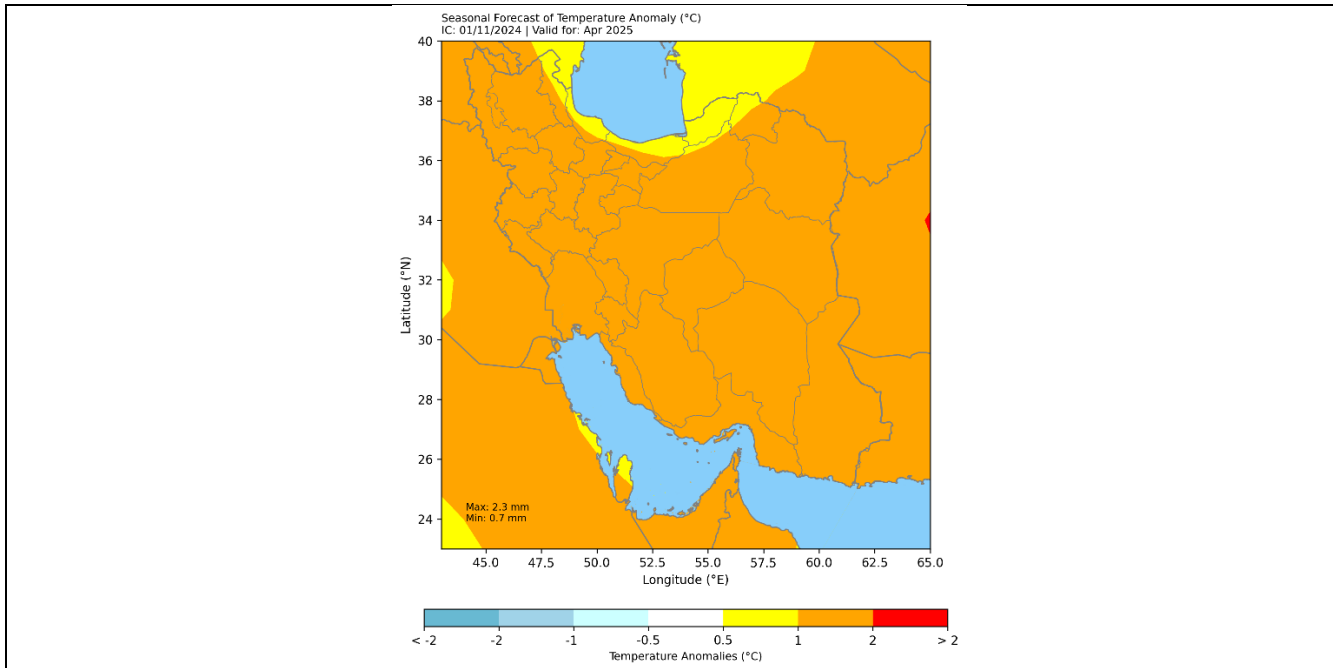 Seasonal Forecast of Temperature Anomaly (°C)
IC: 01/11/2024 | Valid for: Apr 2025
40
38
36
34
32
30
28
26
24
Latitude (°N)
Max: 2.3 mm
Min: 0.7 mm
45.0 47.5 50.0 52.5 55.0 57.5 60.0 62.5 65.0
Longitude (°E)
< -2 -2 -1 -0.5 0.5 1 2 > 2
Temperature Anomalies (°C)